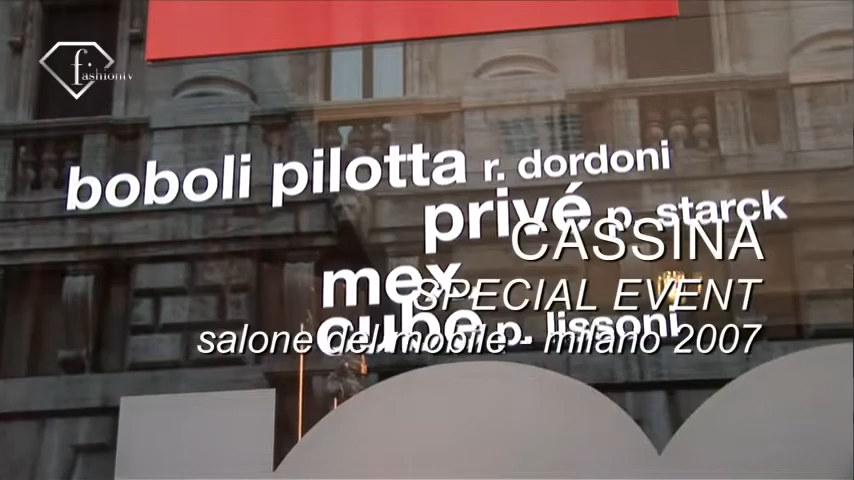 fashiontv
boboli pilotta r. dordoni
privé p. starck
CASSINA
mex
SPECIAL EVENT
cube p. lissoni
salone del mobile - milano 2007